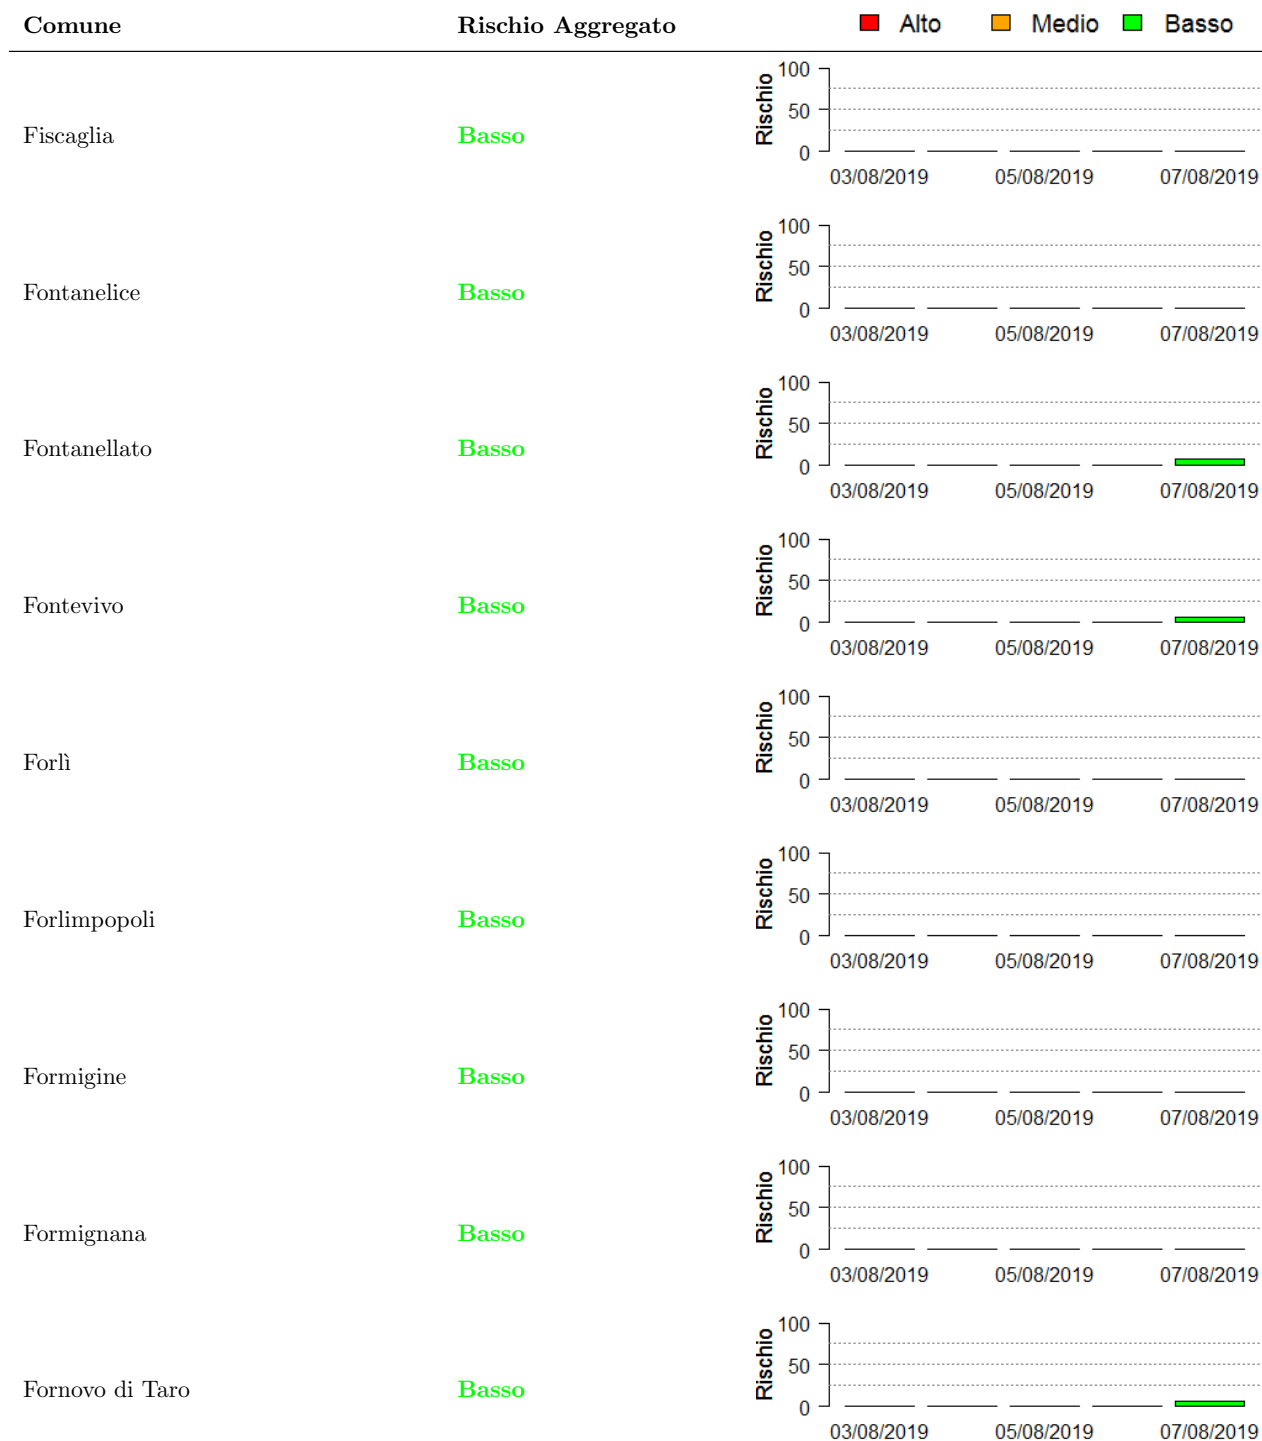 Comune Rischio Aggregato Alto Medio Basso
100
50
0
Rischio
Fiscaglia Basso
03/08/2019 05/08/2019 07/08/2019
100
50
0
Rischio
Fontanelice Basso
03/08/2019 05/08/2019 07/08/2019
100
50
0
Rischio
Fontanellato Basso
03/08/2019 05/08/2019 07/08/2019
100
50
0
Rischio
Fontevivo Basso
03/08/2019 05/08/2019 07/08/2019
100
50
0
Rischio
Forlì Basso
03/08/2019 05/08/2019 07/08/2019
100
50
0
Rischio
Forlimpopoli Basso
03/08/2019 05/08/2019 07/08/2019
100
50
0
Rischio
Formigine Basso
03/08/2019 05/08/2019 07/08/2019
100
50
0
Rischio
Formignana Basso
03/08/2019 05/08/2019 07/08/2019
100
50
0
Rischio
Fornovo di Taro Basso
03/08/2019 05/08/2019 07/08/2019